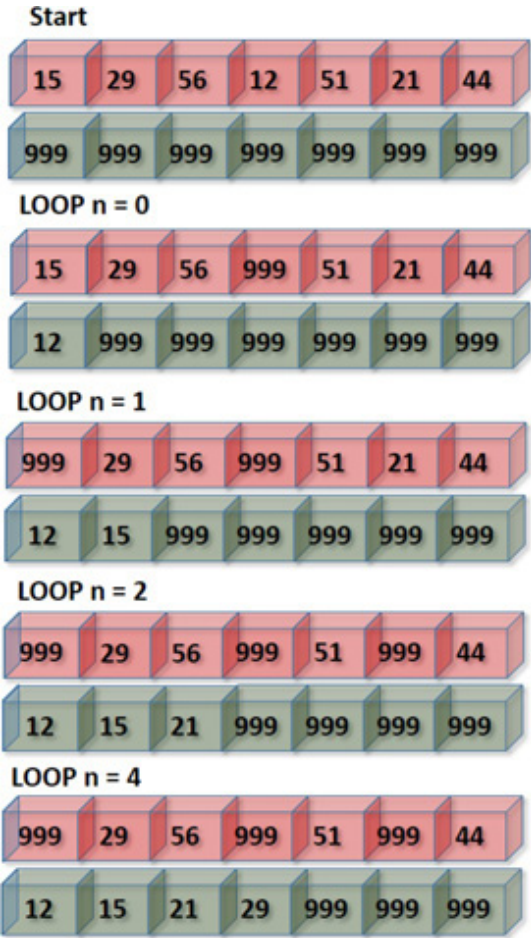 Start
15 29 56 12 51 21 44
999 999 999 999 999 999 999
LOOP n = 0
15 29 56 999 51 21 44
12 999 999 999 999 999 999
LOOP n = 1
999 29 56 999 51 21 44
12 15 999 999 999 999 999
LOOP n = 2
999 29 56 999 51 999 44
12 15 21 999 999 999 999
LOOP n = 4
999 29 56 999 51 999 44
12 15 21 29 999 999 999